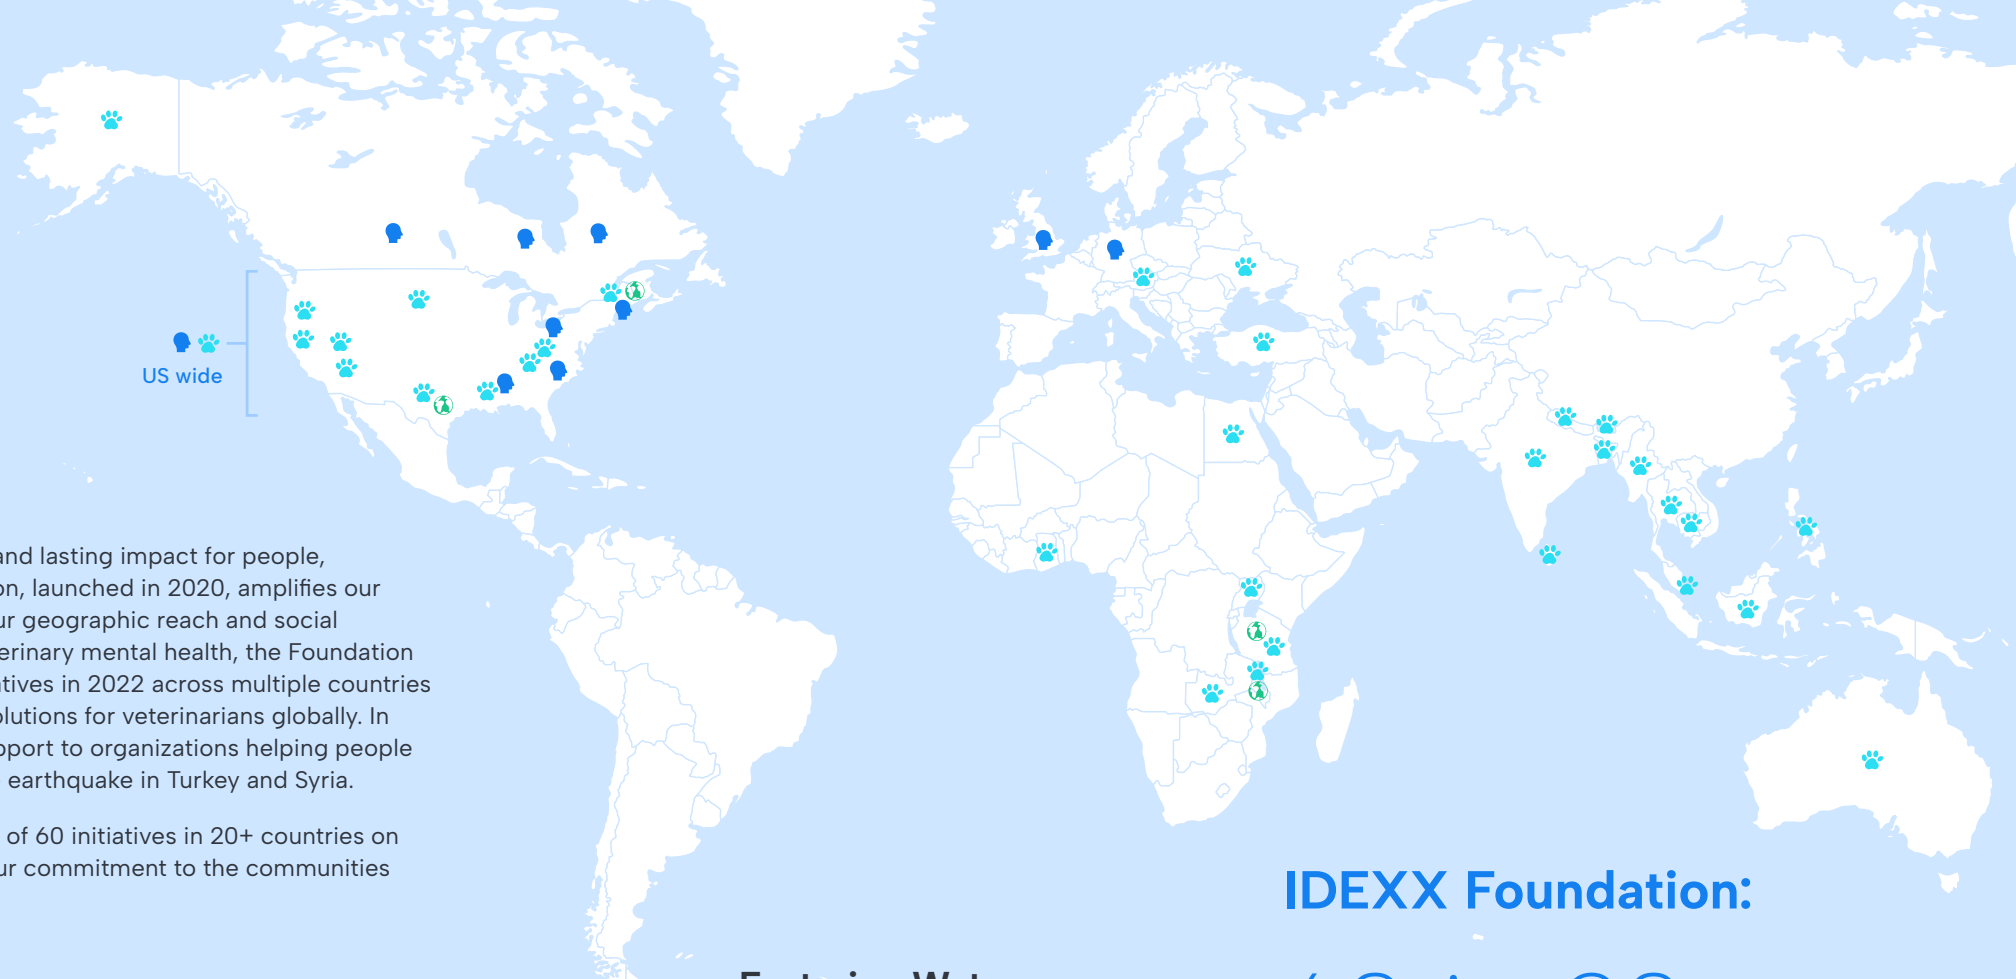 US wide
and lasting impact for people,
on, launched in 2020, amplifies our
ur geographic reach and social
erinary mental health, the Foundation
atives in 2022 across multiple countries
olutions for veterinarians globally. In
pport to organizations helping people
earthquake in Turkey and Syria.
of 60 initiatives in 20+ countries on
ur commitment to the communities
IDEXX Foundation: